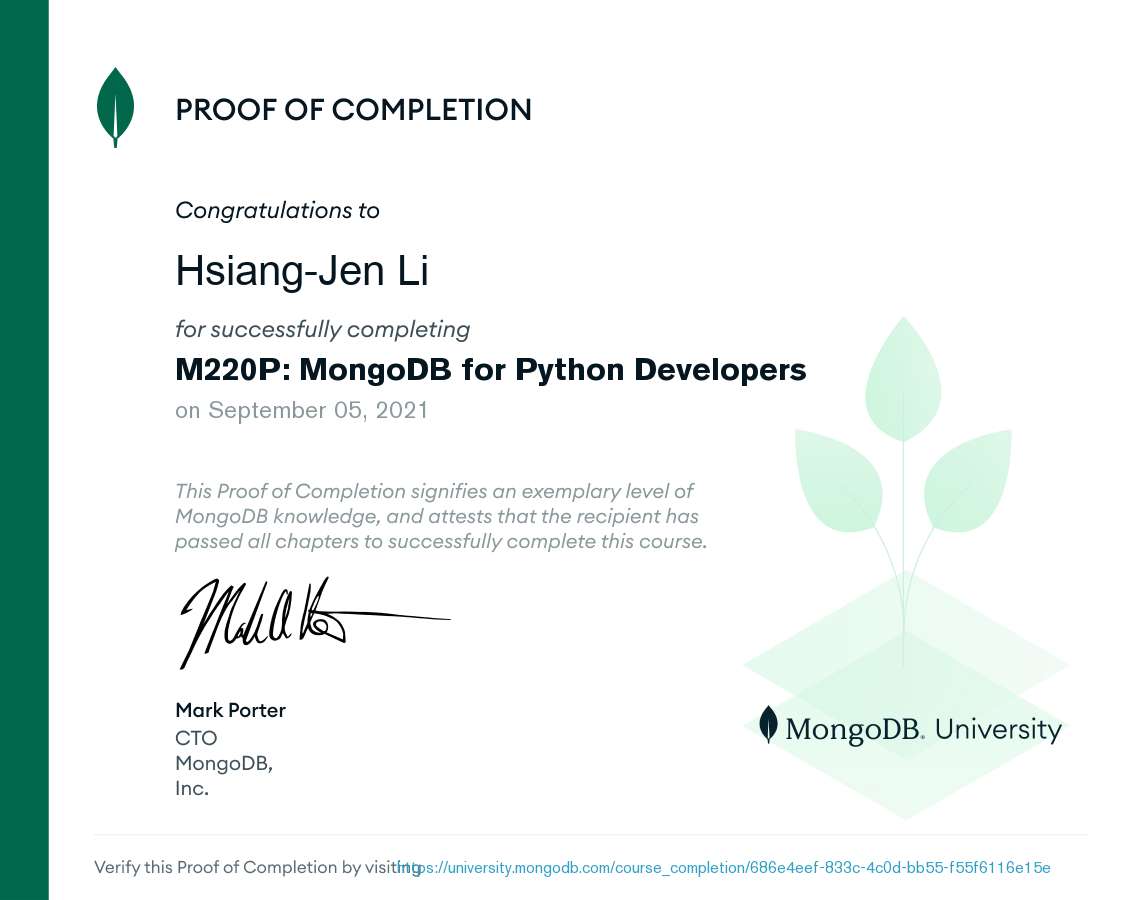 PROOF OF COMPLETION
Congratulations to
Hsiang-Jen Li
for successfully completing
M220P: MongoDB for Python Developers
on September 05, 2021
This Proof of Completion signifies an exemplary level of
MongoDB knowledge, and attests that the recipient has
passed all chapters to successfully complete this course.
Mark Porter
CTO
MongoDB,
Inc.
MongoDB. University
Verify this Proof of Completion by visiting https://university.mongodb.com/course_completion/686e4eef-833c-4c0d-bb55-f55f6116e15e